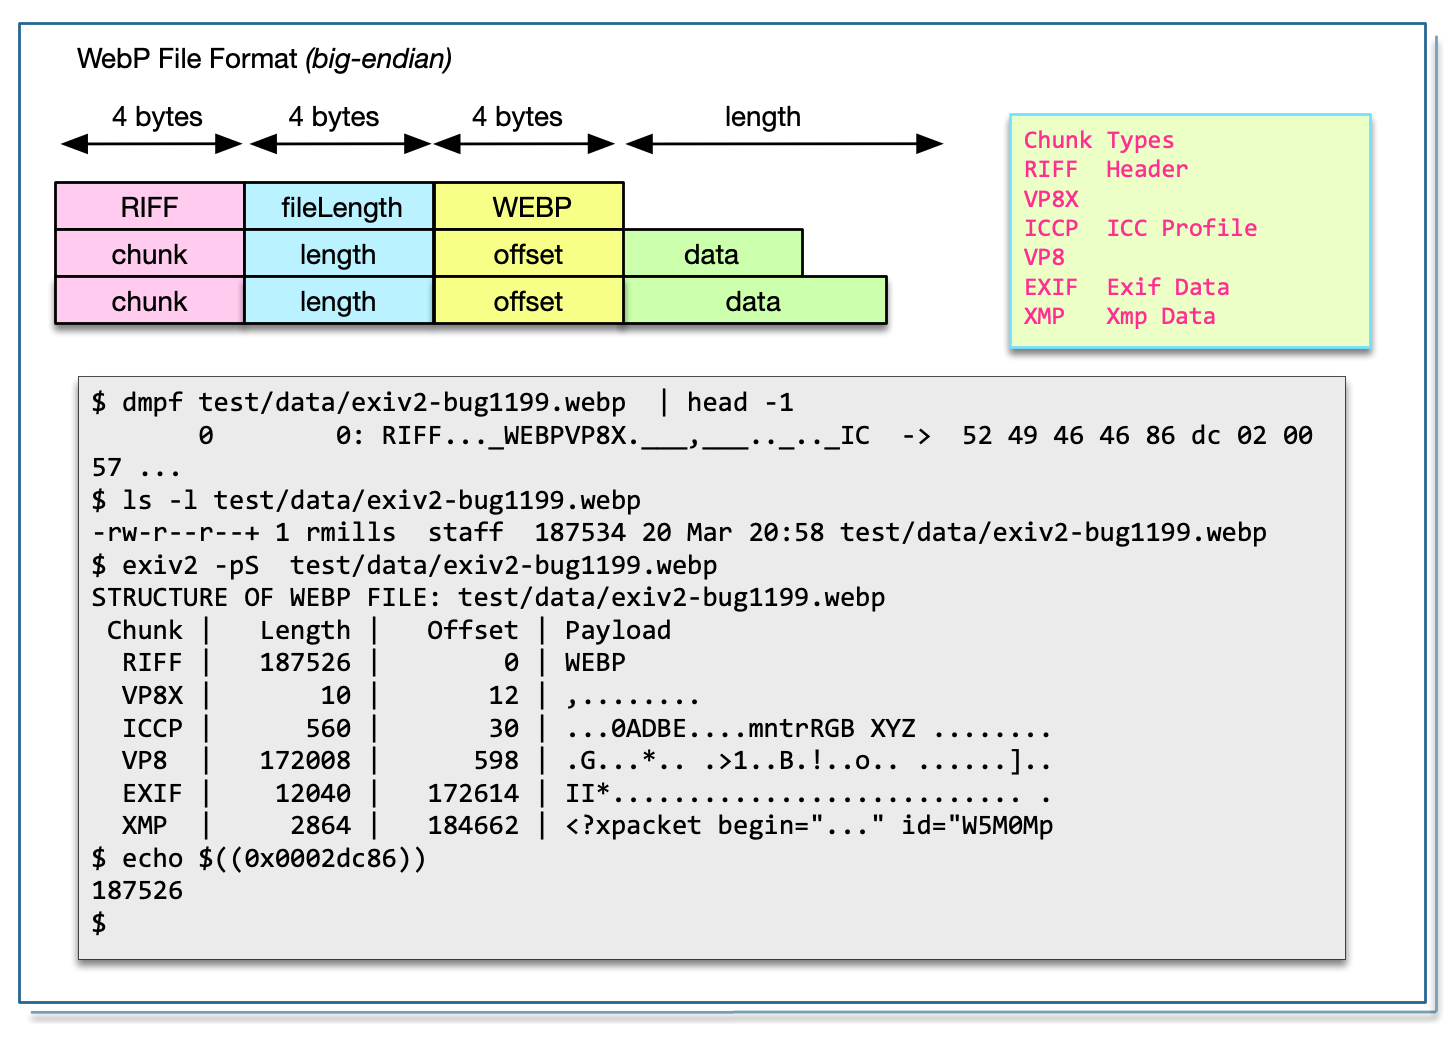 WebP File Format (big-endian)
4 bytes 4 bytes 4 bytes length
RIFF fileLength WEBP
chunk length offset data
chunk length offset data
Chunk Types
RIFF  Header
VP8X
ICCP  ICC Profile
VP8
EXIF  Exif Data
XMP   Xmp Data
$ dmpf test/data/exiv2-bug1199.webp  | head -1
       0        0: RIFF..._WEBPVP8X.___,___.._.._IC  ->  52 49 46 46 86 dc 02 00
57 ...
$ ls -l test/data/exiv2-bug1199.webp
-rw-r--r--+ 1 rmills  staff  187534 20 Mar 20:58 test/data/exiv2-bug1199.webp
$ exiv2 -pS  test/data/exiv2-bug1199.webp
STRUCTURE OF WEBP FILE: test/data/exiv2-bug1199.webp
 Chunk |   Length |   Offset | Payload
  RIFF |   187526 |        0 | WEBP
  VP8X |       10 |       12 | ,........
  ICCP |      560 |       30 | ...0ADBE....mntrRGB XYZ ........
  VP8  |   172008 |      598 | .G...*.. .>1..B.!..o.. ......]..
  EXIF |    12040 |   172614 | II*........................... .
  XMP  |     2864 |   184662 | <?xpacket begin="..." id="W5M0Mp
$ echo $((0x0002dc86))
187526
$